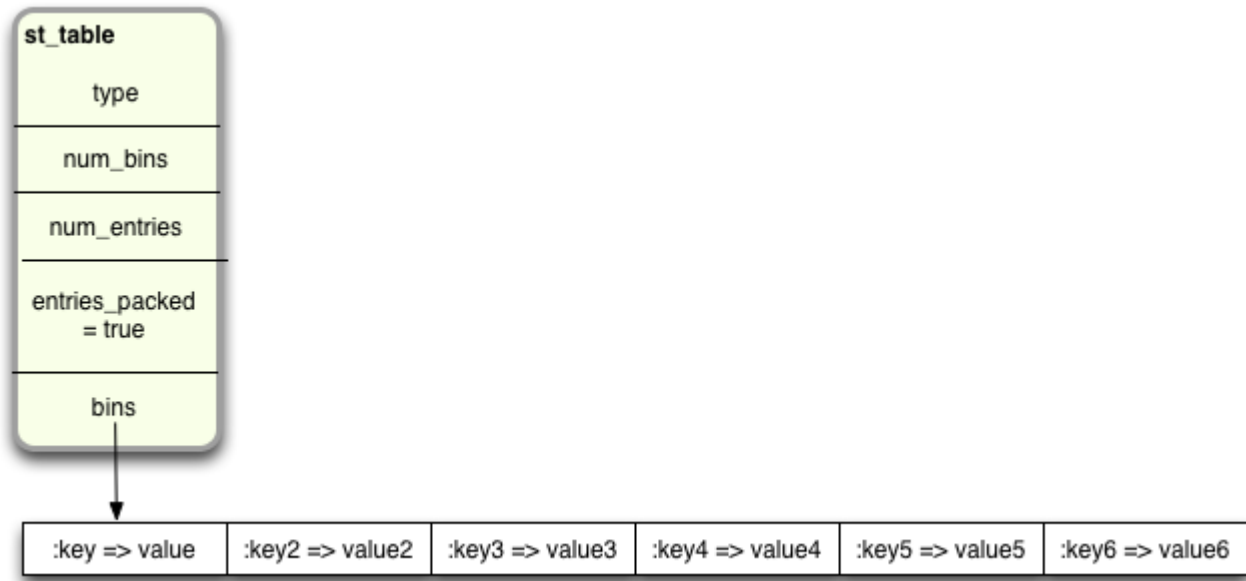 st_table
type
num_bins
num_entries
entries_packed
= true
bins
:key => value :key2 => value2 :key3 => value3 :key4 => value4 :key5 => value5 :key6 => value6